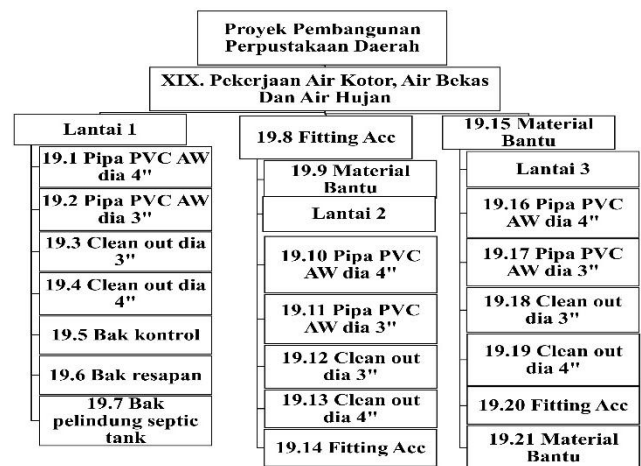 Proyek Pembangunan
Perpustakaan Daerah
XIX. Pekerjaan Air Kotor, Air Bekas
Dan Air Hujan
Lantai 1
19.1 Pipa PVC AW
dia 4"
19.2 Pipa PVC AW
dia 3"
19.3 Clean out dia
3"
19.4 Clean out dia
4"
19.5 Bak kontrol
19.6 Bak resapan
19.7 Bak
pelindung septic
tank
19.8 Fitting Acc
19.9 Material
Bantu
Lantai 2
19.10 Pipa PVC
AW dia 4"
19.11 Pipa PVC
AW dia 3"
19.12 Clean out
dia 3"
19.13 Clean out
dia 4"
19.14 Fitting Acc
19.15 Material
Bantu
Lantai 3
19.16 Pipa PVC
AW dia 4"
19.17 Pipa PVC
AW dia 3"
19.18 Clean out
dia 3"
19.19 Clean out
dia 4"
19.20 Fitting Acc
19.21 Material
Bantu